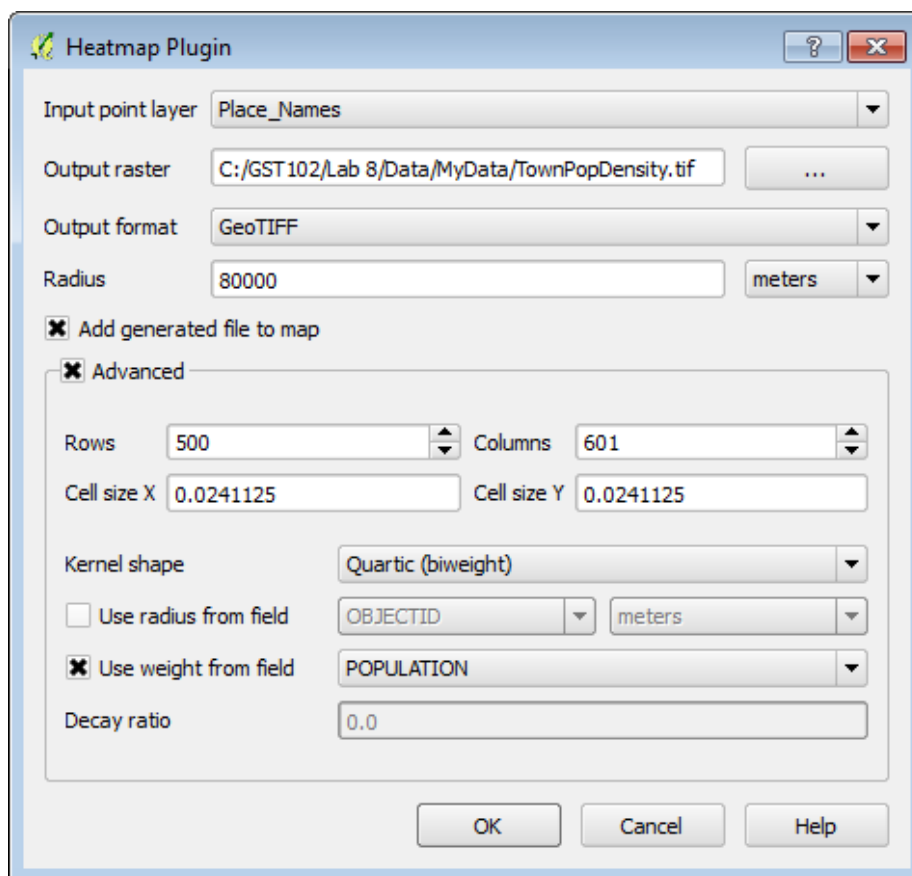 Heatmap Plugin ?
Input point layer Place_Names
Output raster C:/GST102/Lab 8/Data/MyData/TownPopDensity.tif ...
Output format GeoTIFF
Radius 80000 meters
Add generated file to map
Advanced
Rows 500 Columns 601
Cell size X 0.0241125 Cell size Y 0.0241125
Kernel shape Quartic (biweight)
Use radius from field OBJECTID meters
Use weight from field POPULATION
Decay ratio 0.0
OK Cancel Help